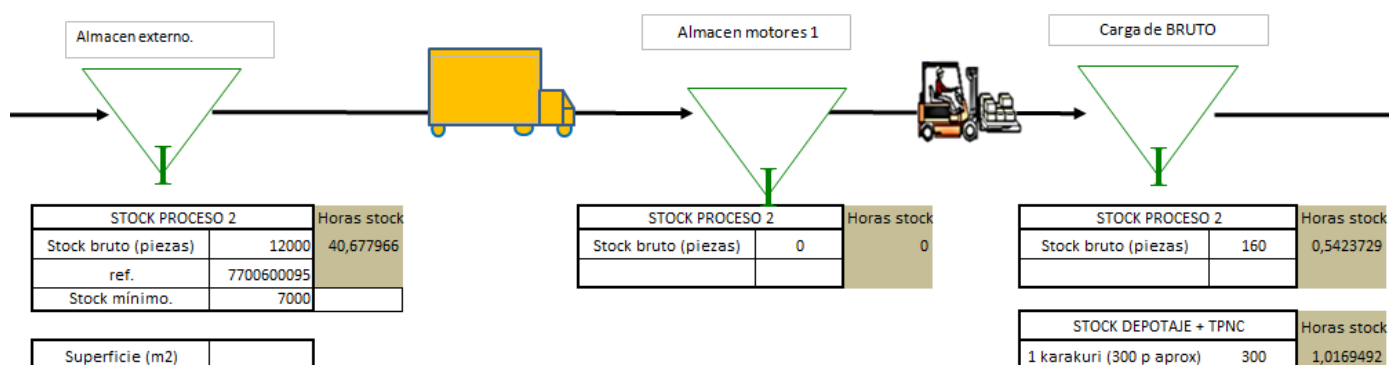 Almacen externo.
Almacen motores 1
Carga de BRUTO
I
I
I
STOCK PROCESO 2 Horas stock
Stock bruto (piezas) 12000 40,677966
ref. 7700600095
Stock mínimo. 7000
Superficie (m2)
STOCK PROCESO 2 Horas stock
Stock bruto (piezas) 0 0
STOCK PROCESO 2 Horas stock
Stock bruto (piezas) 160 0,5423729
STOCK DEPOTAJE + TPNC Horas stock
1 karakuri (300 p aprox) 300 1,0169492